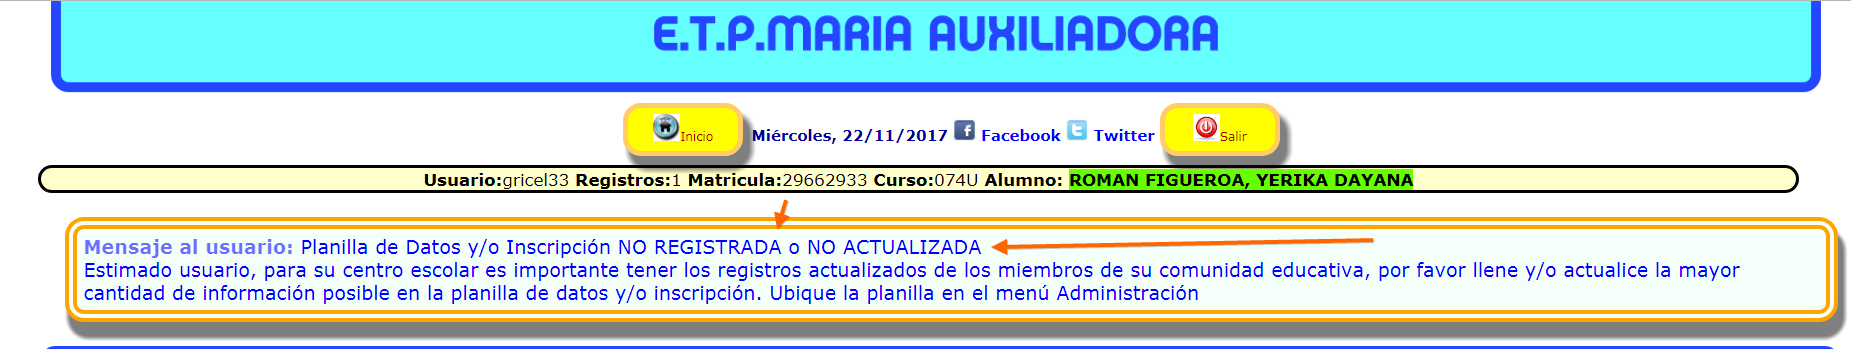 E.T.P.MARIA AUXILIADORA
Inicio Miércoles, 22/11/2017 Facebook Twitter Salir
Usuario:gricel33 Registros:1 Matricula:29662933 Curso:074U Alumno: ROMAN FIGUEROA, YERIKA DAYANA
Mensaje al usuario: Planilla de Datos y/o Inscripción NO REGISTRADA o NO ACTUALIZADA
Estimado usuario, para su centro escolar es importante tener los registros actualizados de los miembros de su comunidad educativa, por favor llene y/o actualice la mayor
cantidad de información posible en la planilla de datos y/o inscripción. Ubique la planilla en el menú Administración